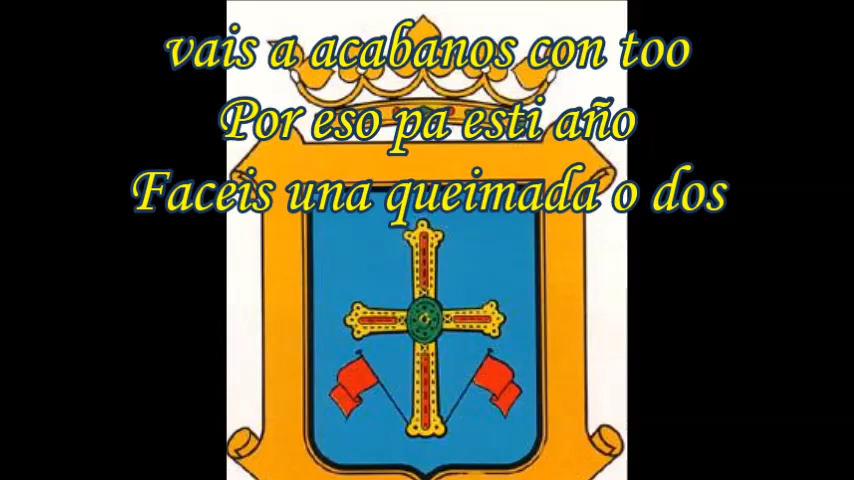 vais a acabanos con too
Por eso pa esti año
Faceis una queimada o dos